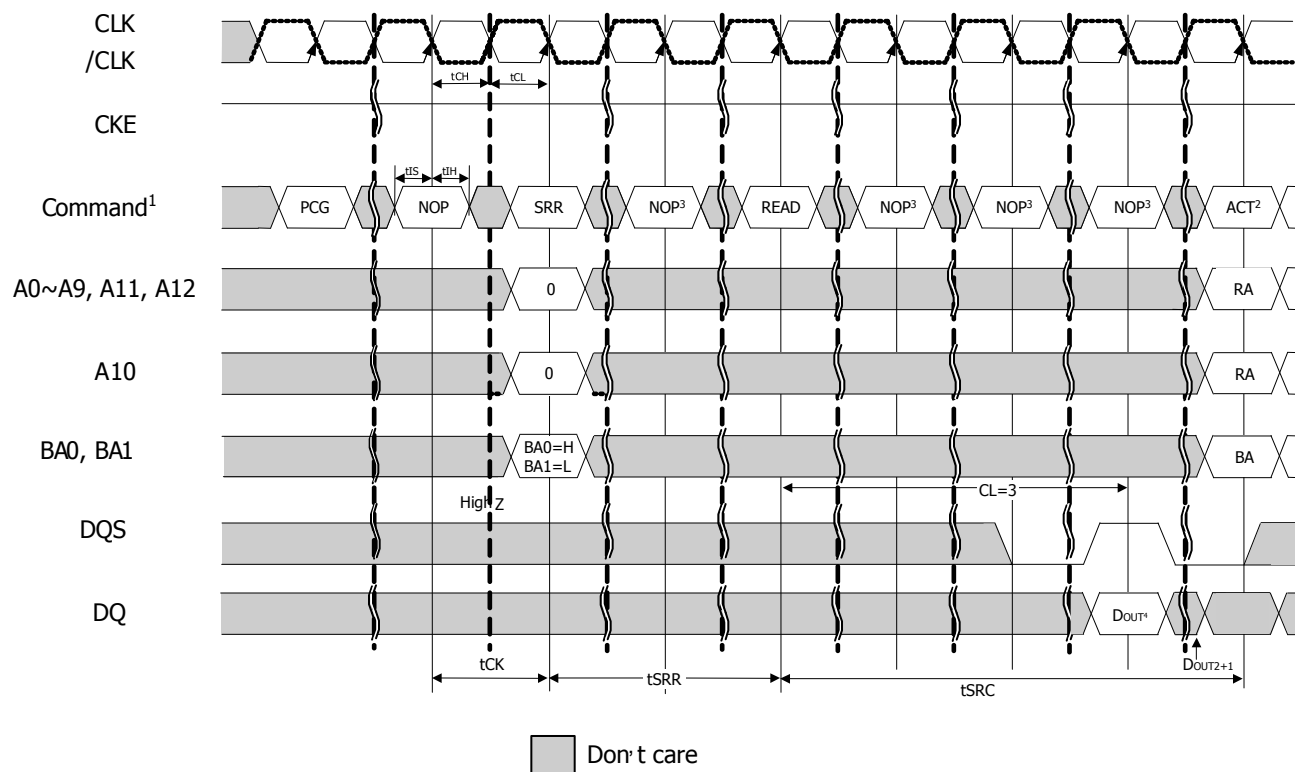 CLK
/CLK
tCH tCL
CKE
tIS tIH
Command¹ PCG NOP SRR NOP³ READ NOP³ NOP³ NOP³ ACT²
A0~A9, A11, A12 0 RA
A10 0 RA
BA0, BA1 BA0=H BA
BA1=L
CL=3
High Z
DQS
DQ DOUT⁴
DOUT2+1
tCK tSRR tSRC
Don't care